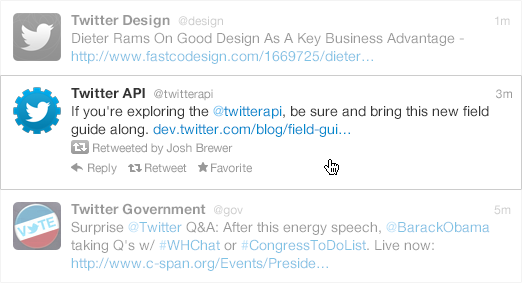 Twitter Design @design 1m
Dieter Rams On Good Design As A Key Business Advantage -
http://www.fastcodesign.com/1669725/dieter…
Twitter API @twitterapi 3m
If you're exploring the @twitterapi, be sure and bring this new field
guide along. dev.twitter.com/blog/field-gui…
Retweeted by Josh Brewer
Reply Retweet Favorite
VOTE
Twitter Government @gov 5m
Surprise @Twitter Q&A: After this energy speech, @BarackObama
taking Q's w/ #WHChat or #CongressToDoList. Live now:
http://www.c-span.org/Events/Preside…